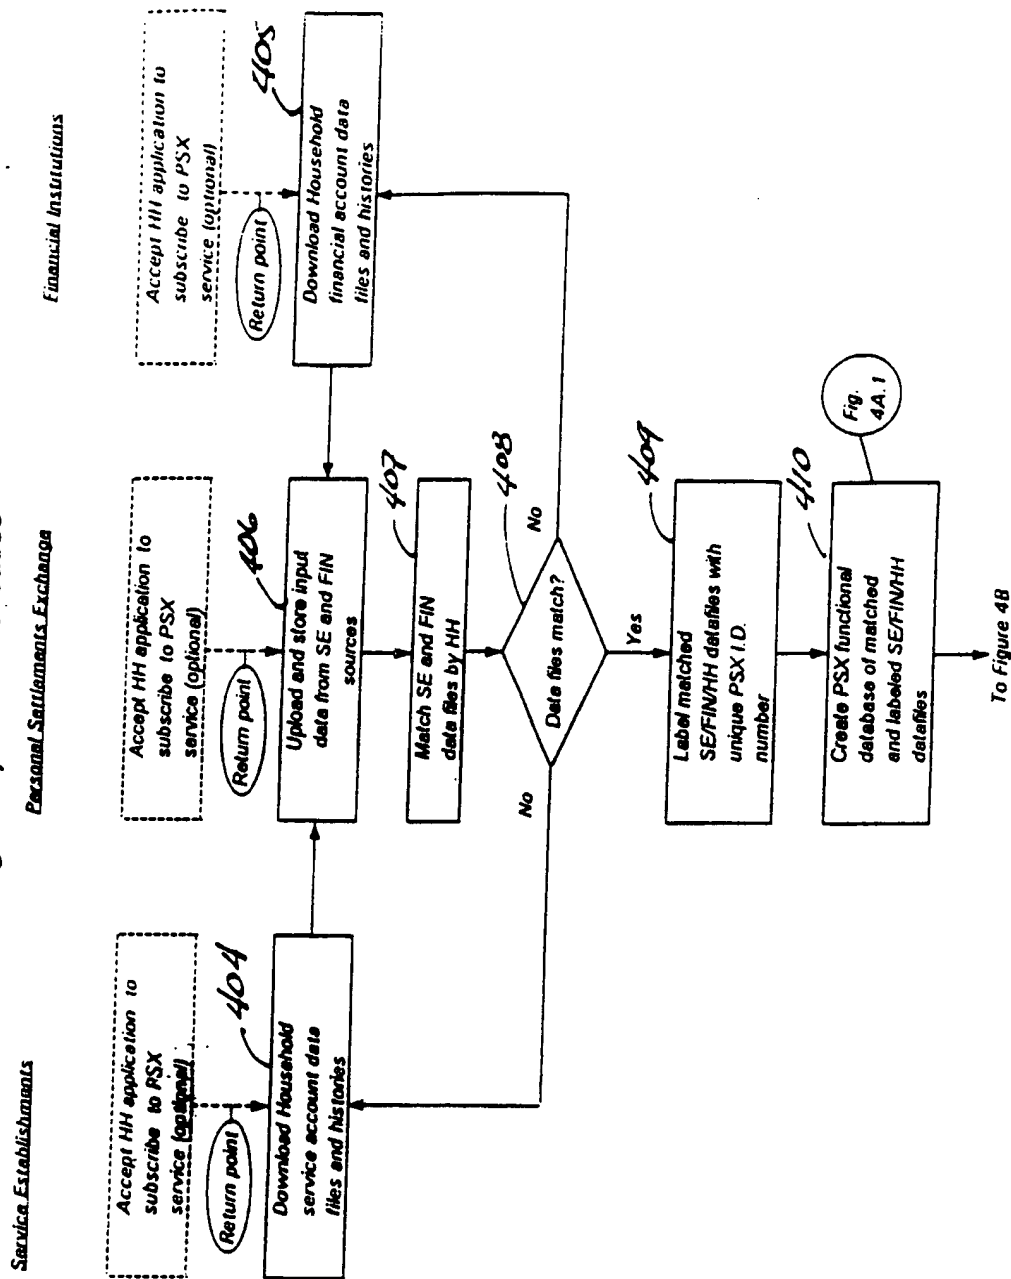 Service Establishments
Personal Settlments Exchange
Financial Institutions
Accept HH application to
subscribe to PSX
service (optional)
Return point
404
Download Household
service account data
files and histories
Accept HH application to
subscribe to PSX
service (optional)
Return point
406
Upload and store input
data from SE and FIN
sources
Accept HH application to
subscribe to PSX
service (optional)
Return point
405
Download Household
financial account data
files and histories
407
Match SE and FIN
data files by HH
408
Data files match?
No
No
Yes
409
Label matched
SE/FIN/HH datafiles with
unique PSX I.D.
number
410
Create PSX functional
database of matched
and labeled SE/FIN/HH
datafiles
Fig.
4A.1
To Figure 4B